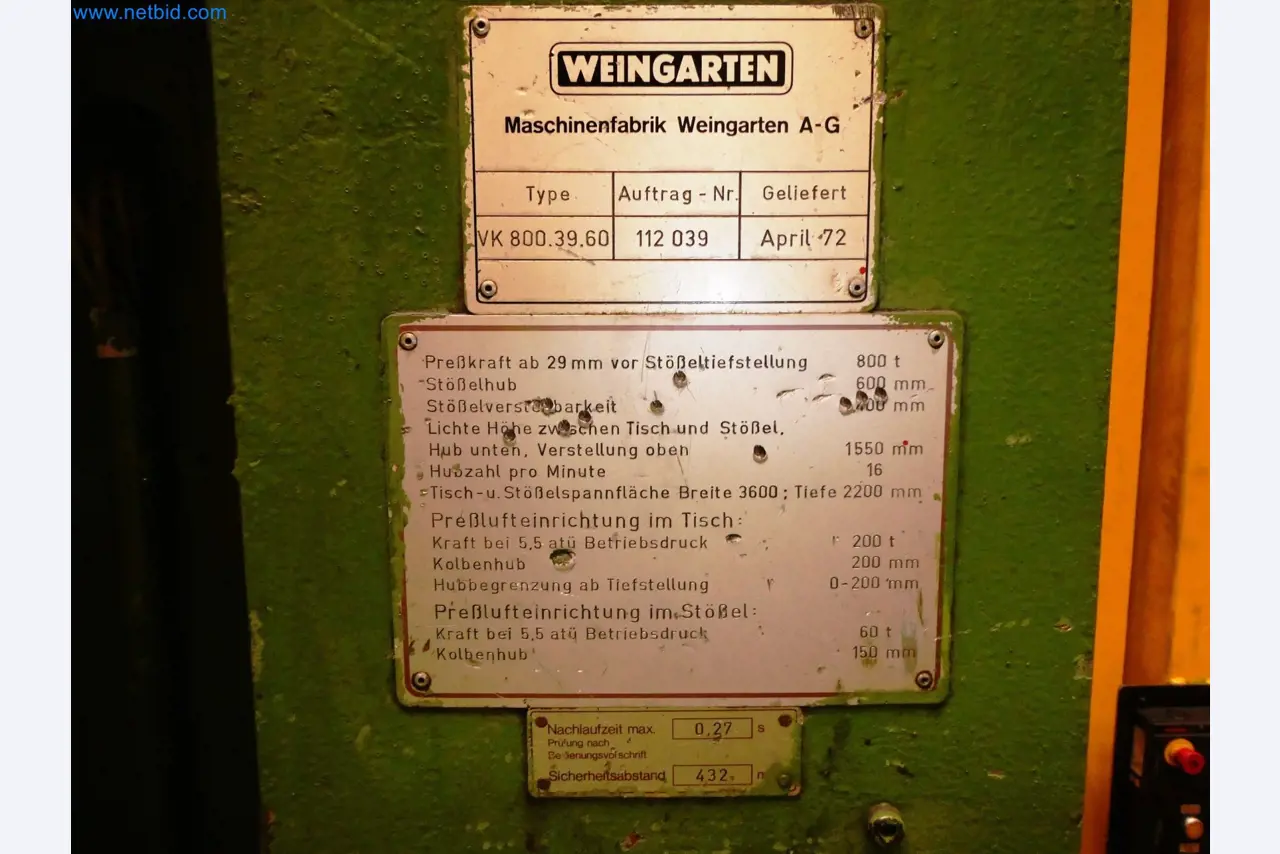 www.netbid.com
WEINGARTEN
Maschinenfabrik Weingarten A-G
Type Auftrag - Nr. Geliefert
VK 800.39.60 112 039 April 72
Preßkraft ab 29 mm vor Stößeltiefstellung 800 t
Stößelhub 600 mm
Stößelverstellbarkeit mm
Lichte Höhe zwischen Tisch und Stößel,
Hub unten, Verstellung oben 1550 mm
Hubzahl pro Minute 16
Tisch-u. Stößelspannfläche Breite 3600; Tiefe 2200 mm
Preßlufteinrichtung im Tisch:
Kraft bei 5,5 atü Betriebsdruck 200 t
Kolbenhub 200 mm
Hubbegrenzung ab Tiefstellung 0-200 mm
Preßlufteinrichtung im Stößel:
Kraft bei 5,5 atü Betriebsdruck 60 t
Kolbenhub 150 mm
Nachlaufzeit max. 0,27 s
Prüfung nach
Bedienungsvorschrift
Sicherheitsabstand 432